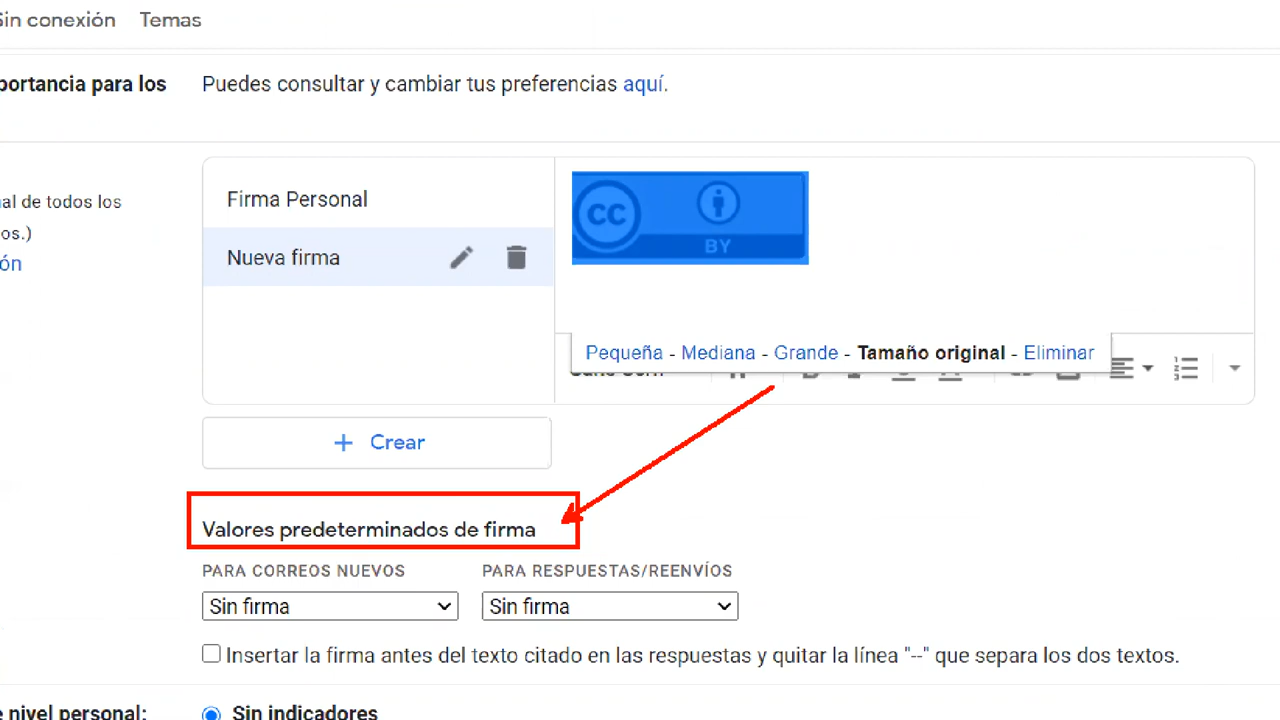 Sin conexión Temas
portancia para los Puedes consultar y cambiar tus preferencias aquí.
al de todos los
os.)
ón
Firma Personal
Nueva firma
CC
BY
Pequeña - Mediana - Grande - Tamaño original - Eliminar
+ Crear
Valores predeterminados de firma
PARA CORREOS NUEVOS PARA RESPUESTAS/REENVÍOS
Sin firma Sin firma
Insertar la firma antes del texto citado en las respuestas y quitar la línea "--" que separa los dos textos.
e nivel personal: Sin indicadores